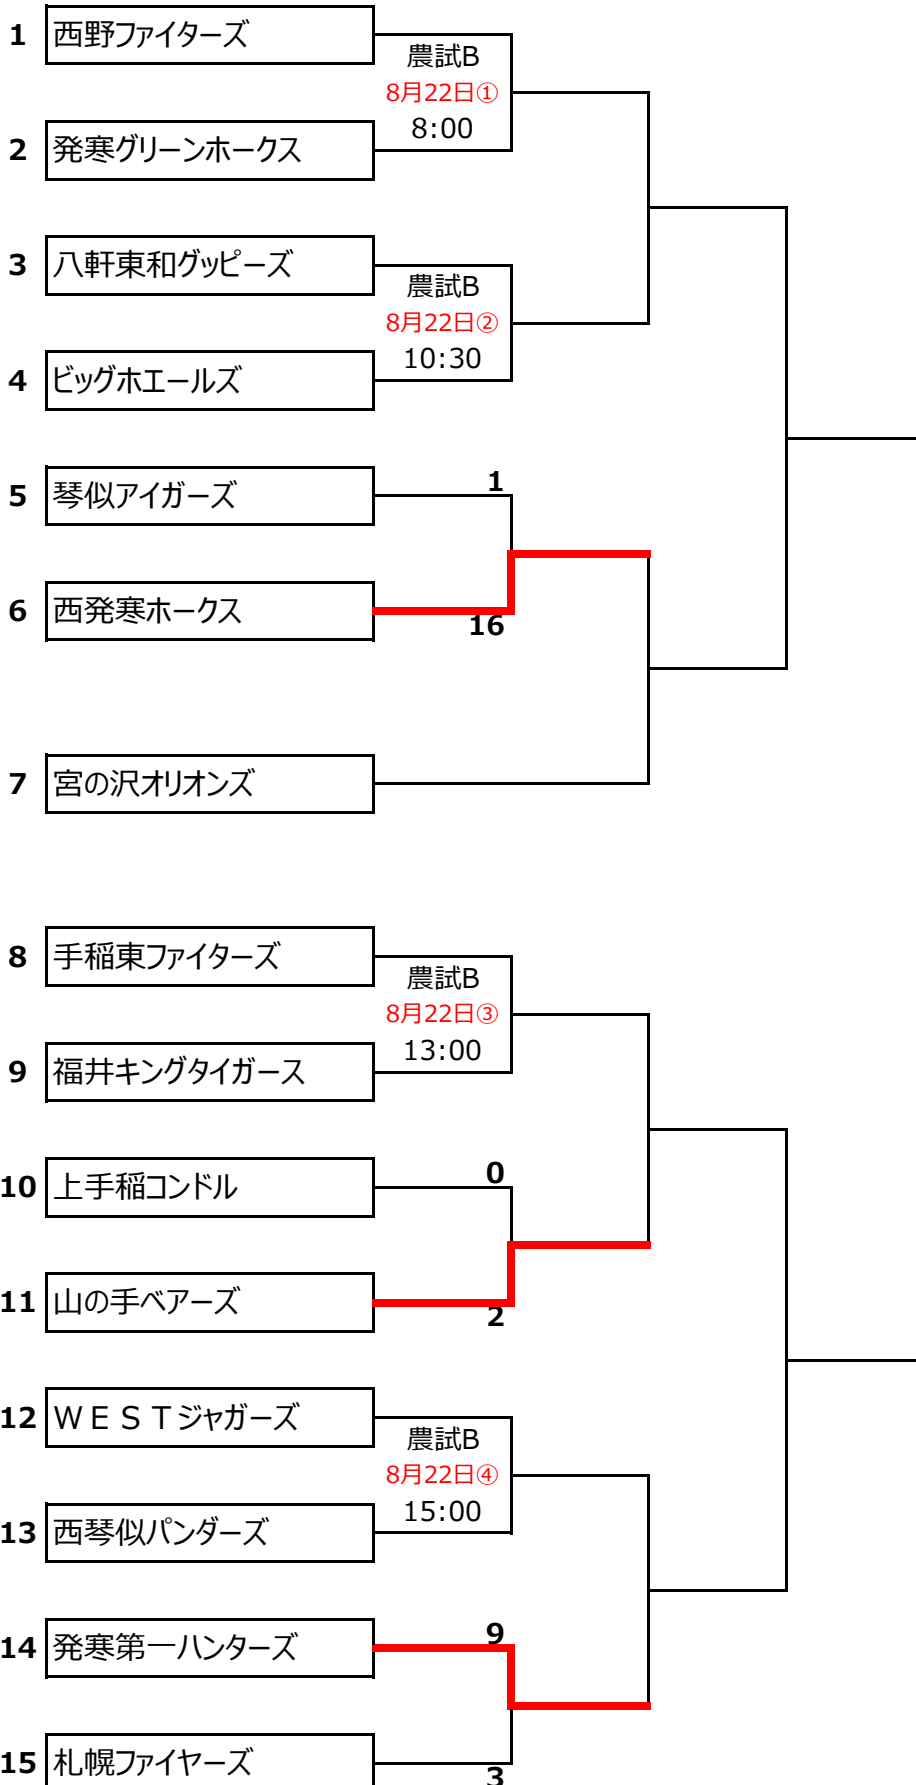 1 西野ファイターズ
農試B
8月22日①
8:00
2 発寒グリーンホークス
3 八軒東和グッピーズ
農試B
8月22日②
10:30
4 ビッグホエールズ
5 琴似アイガーズ
1
6 西発寒ホークス
16
7 宮の沢オリオンズ
8 手稲東ファイターズ
農試B
8月22日③
13:00
9 福井キングタイガース
10 上手稲コンドル
0
11 山の手ベアーズ
2
12 ＷＥＳＴジャガーズ
農試B
8月22日④
15:00
13 西琴似パンダーズ
14 発寒第一ハンターズ
9
15 札幌ファイヤーズ
3